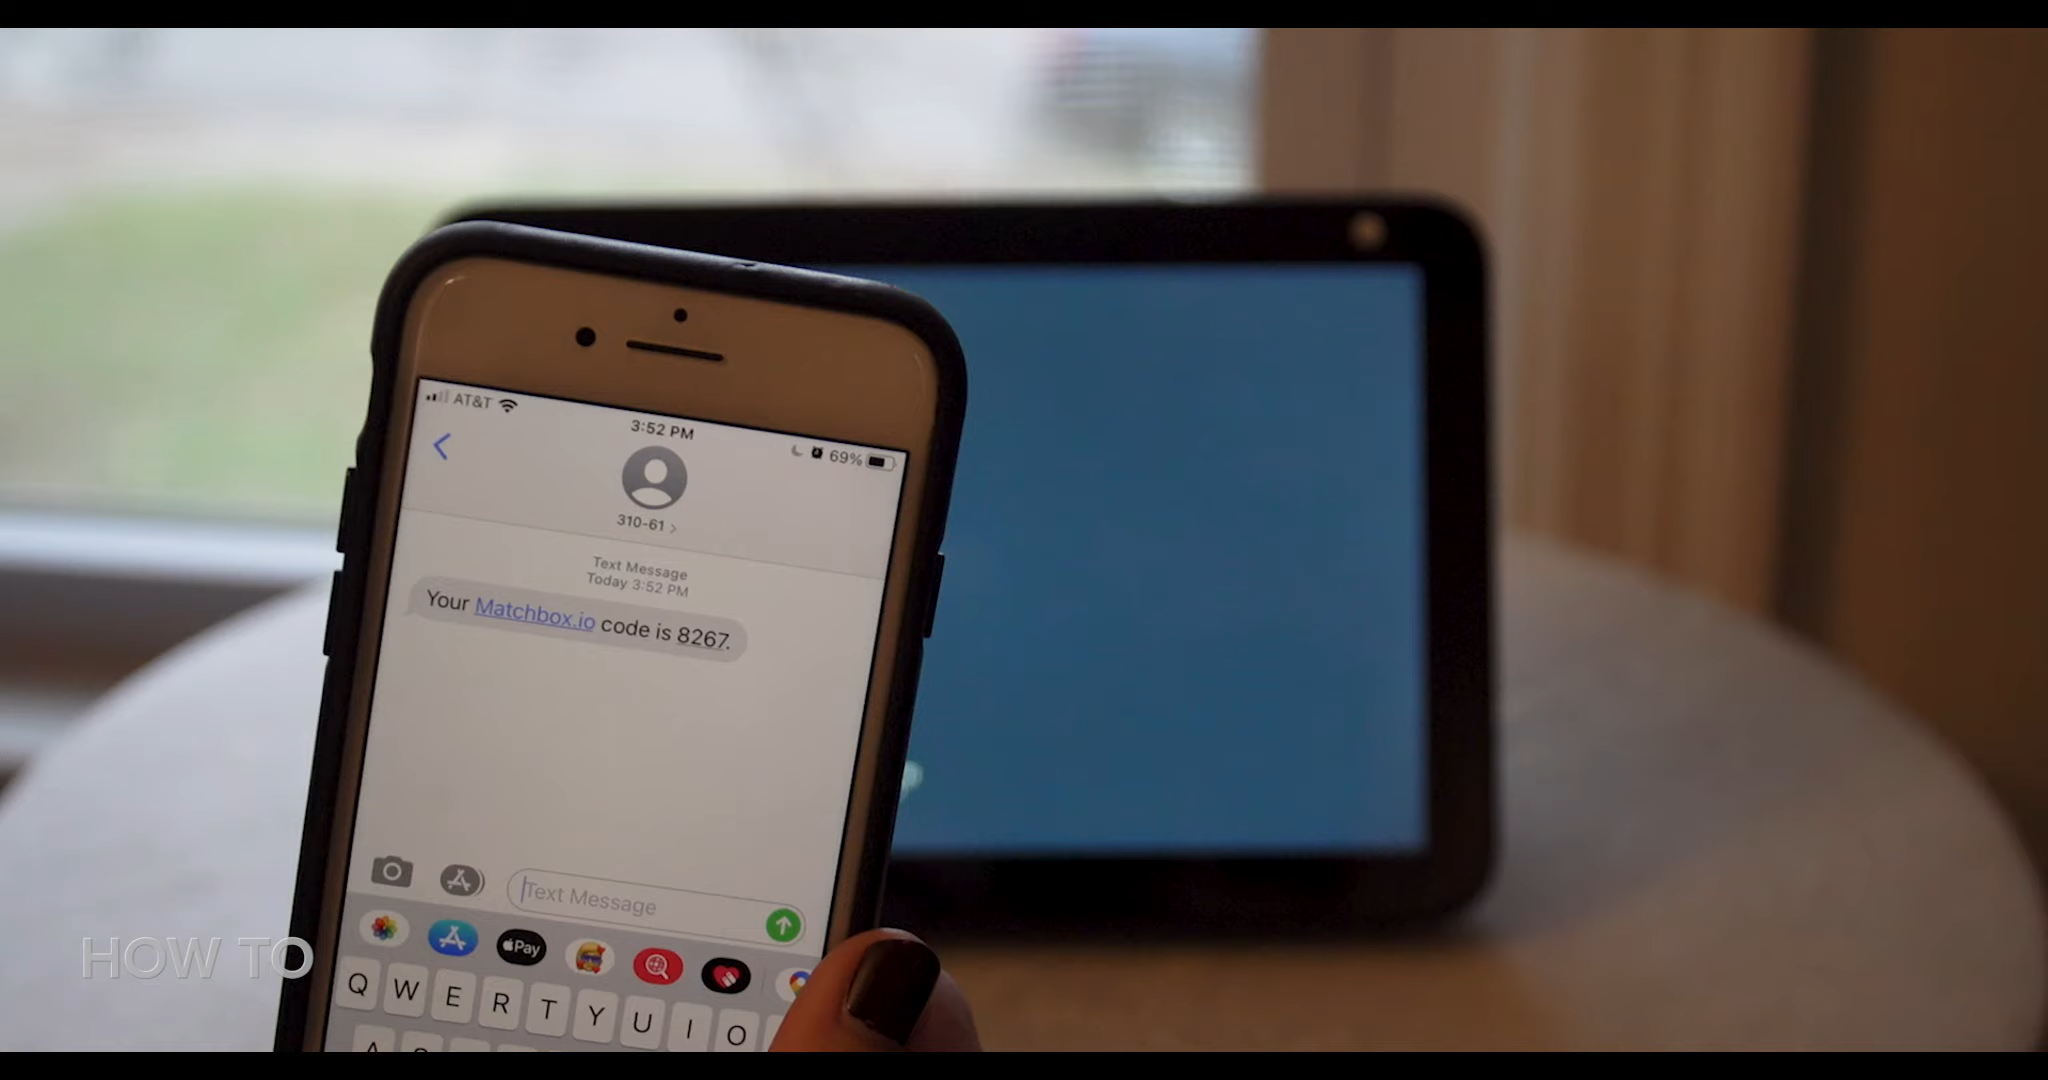 AT&T
3:52 PM
69%
310-61 >
Text Message
Today 3:52 PM
Your Matchbox.io code is 8267.
Text Message
Pay
Q W E R T Y U I O
A S
HOW TO